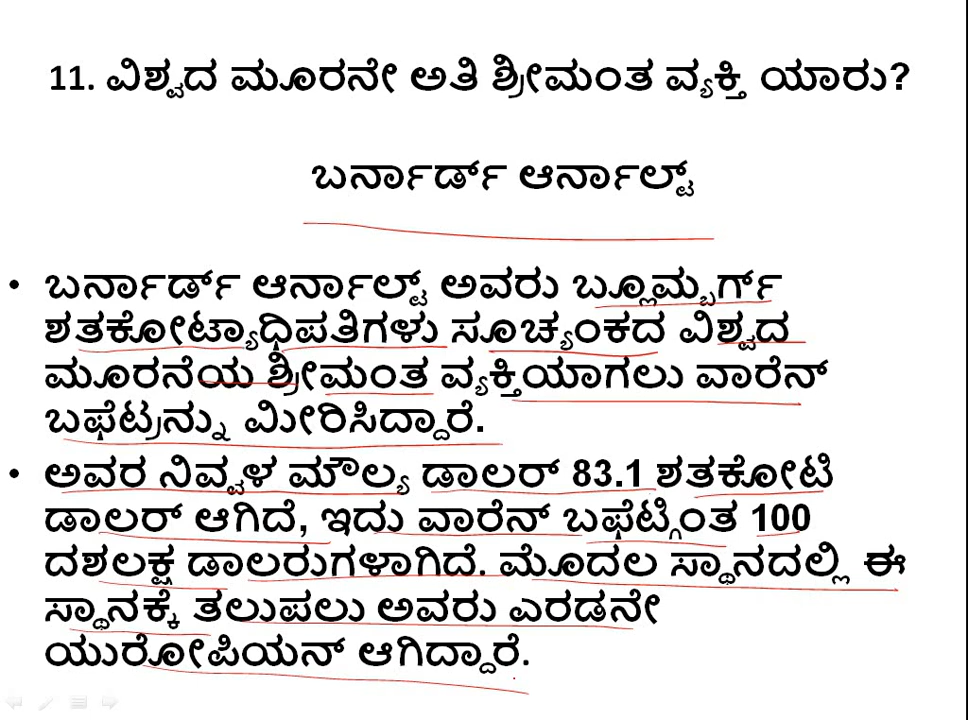 11. ವಿಶ್ವದ ಮೂರನೇ ಅತಿ ಶ್ರೀಮಂತ ವ್ಯಕ್ತಿ ಯಾರು?
ಬರ್ನಾರ್ಡ್ ಆರ್ನಾಲ್ಟ್
• ಬರ್ನಾರ್ಡ್ ಆರ್ನಾಲ್ಟ್ ಅವರು ಬ್ಲೂಮ್ಬರ್ಗ್
ಶತಕೋಟ್ಯಾಧಿಪತಿಗಳು ಸೂಚ್ಯಂಕದ ವಿಶ್ವದ
ಮೂರನೆಯ ಶ್ರೀಮಂತ ವ್ಯಕ್ತಿಯಾಗಲು ವಾರೆನ್
ಬಫೆಟ್ರನ್ನು ಮೀರಿಸಿದ್ದಾರೆ.
• ಅವರ ನಿವ್ವಳ ಮೌಲ್ಯ ಡಾಲರ್ 83.1 ಶತಕೋಟಿ
ಡಾಲರ್ ಆಗಿದೆ, ಇದು ವಾರೆನ್ ಬಫೆಟ್ಗಿಂತ 100
ದಶಲಕ್ಷ ಡಾಲರುಗಳಾಗಿದೆ. ಮೊದಲ ಸ್ಥಾನದಲ್ಲಿ ಈ
ಸ್ಥಾನಕ್ಕೆ ತಲುಪಲು ಅವರು ಎರಡನೇ
ಯುರೋಪಿಯನ್ ಆಗಿದ್ದಾರೆ.